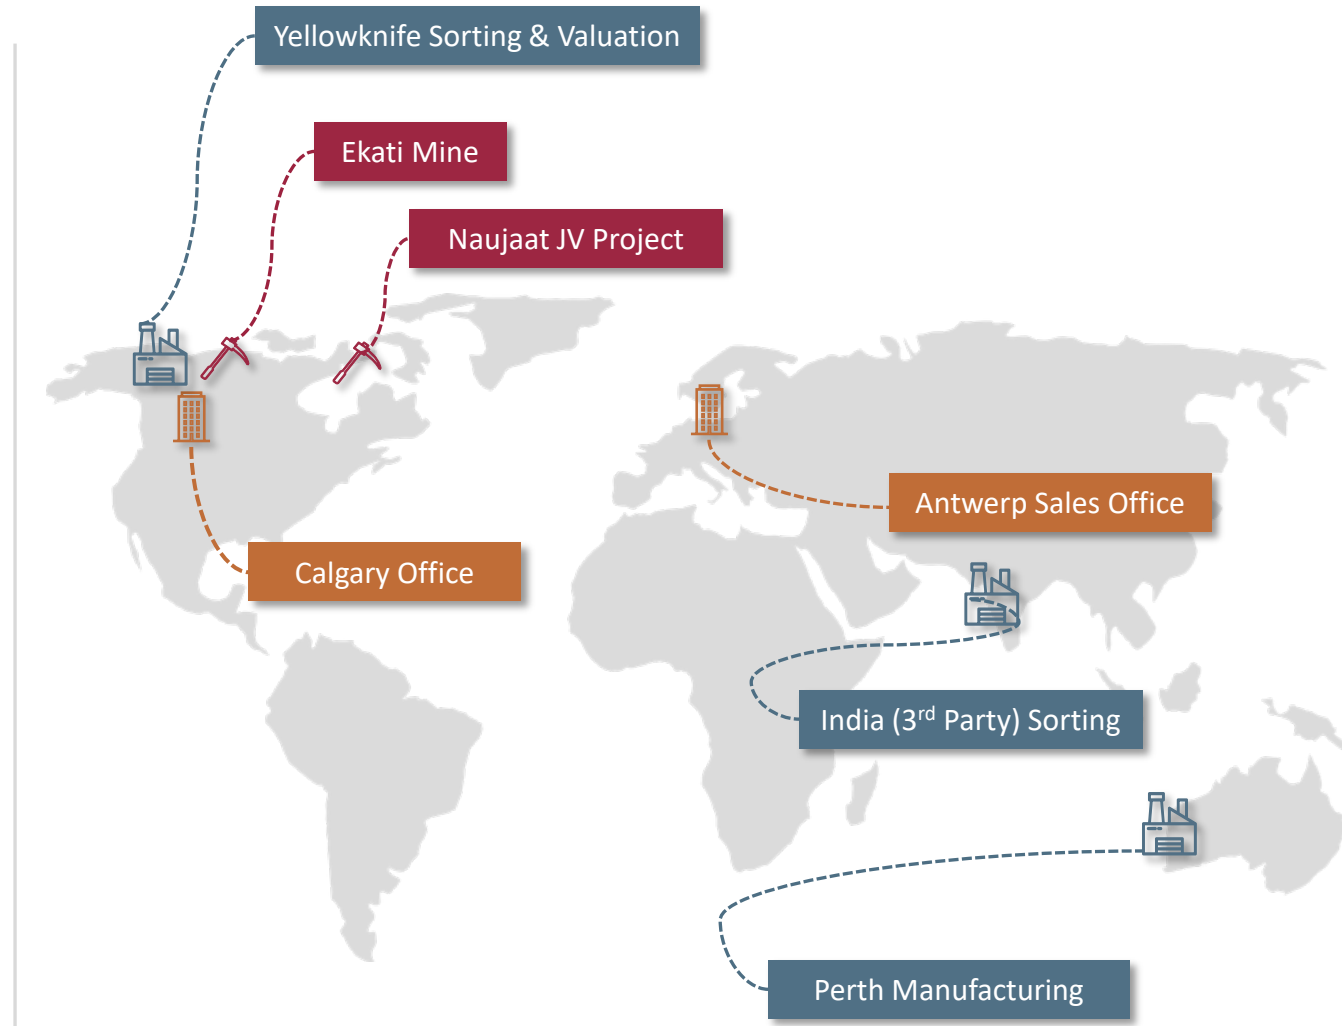 Yellowknife Sorting & Valuation
Ekati Mine
Naujaat JV Project
Antwerp Sales Office
Calgary Office
India (3rd Party) Sorting
Perth Manufacturing